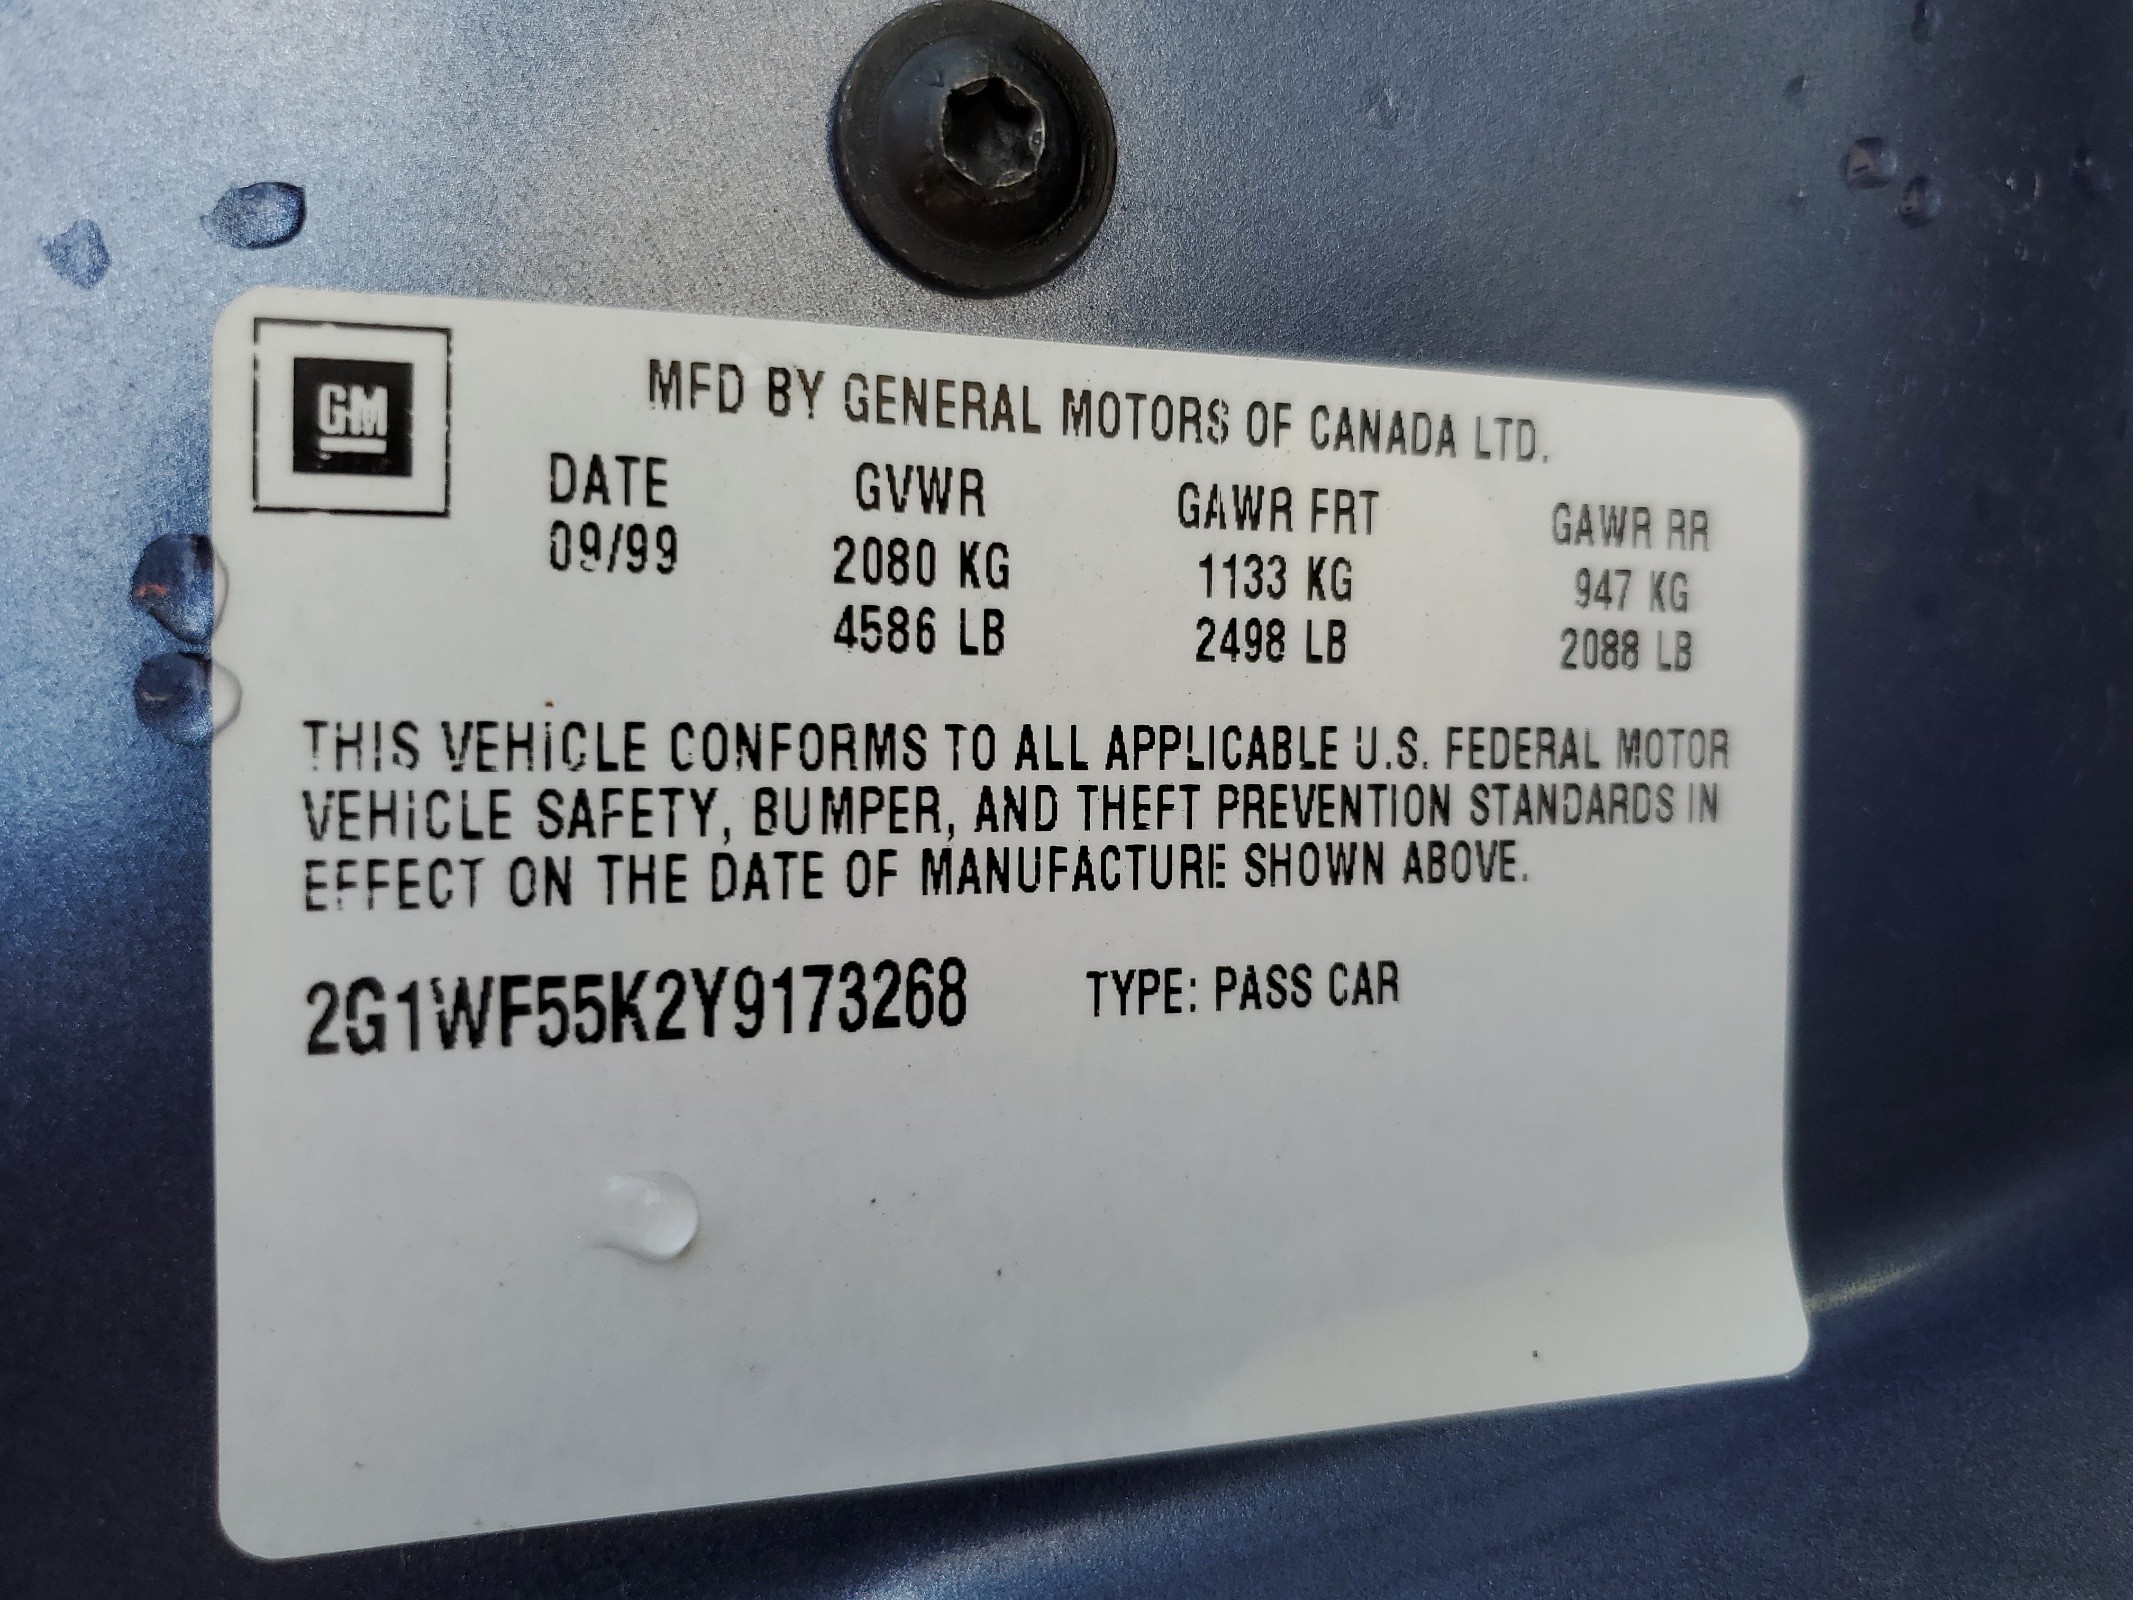 GM
MFD BY GENERAL MOTORS OF CANADA LTD.
DATE GVWR GAWR FRT GAWR RR
09/99 2080 KG 1133 KG 947 KG
4586 LB 2498 LB 2088 LB
THIS VEHICLE CONFORMS TO ALL APPLICABLE U.S. FEDERAL MOTOR
VEHICLE SAFETY, BUMPER, AND THEFT PREVENTION STANDARDS IN
EFFECT ON THE DATE OF MANUFACTURE SHOWN ABOVE.
2G1WF55K2Y9173268 TYPE: PASS CAR